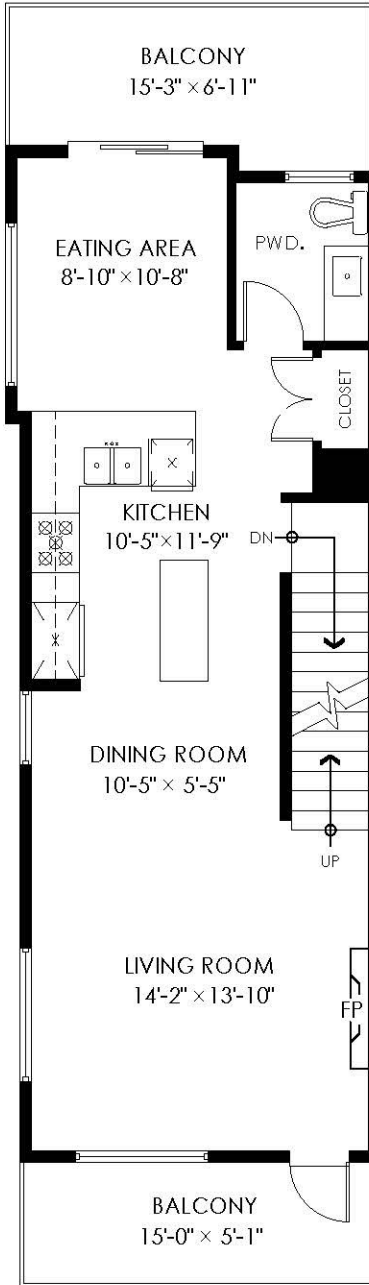 BALCONY
15'-3" × 6'-11"
EATING AREA
8'-10" × 10'-8"
PWD.
CLOSET
KITCHEN
10'-5" × 11'-9"
DN
DINING ROOM
10'-5" × 5'-5"
UP
LIVING ROOM
14'-2" × 13'-10"
FP
BALCONY
15'-0" × 5'-1"